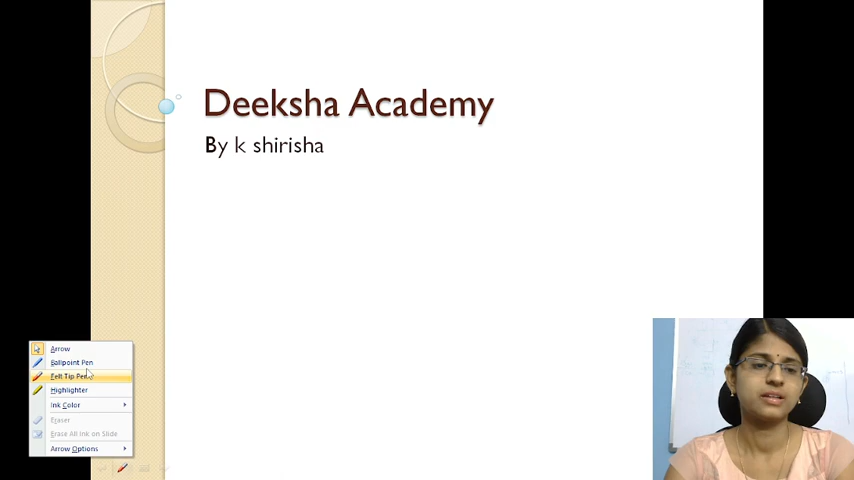 Deeksha Academy
By k shirisha
Arrow
Ballpoint Pen
Felt Tip Pen
Highlighter
Ink Color
Eraser
Erase All Ink on Slide
Arrow Options